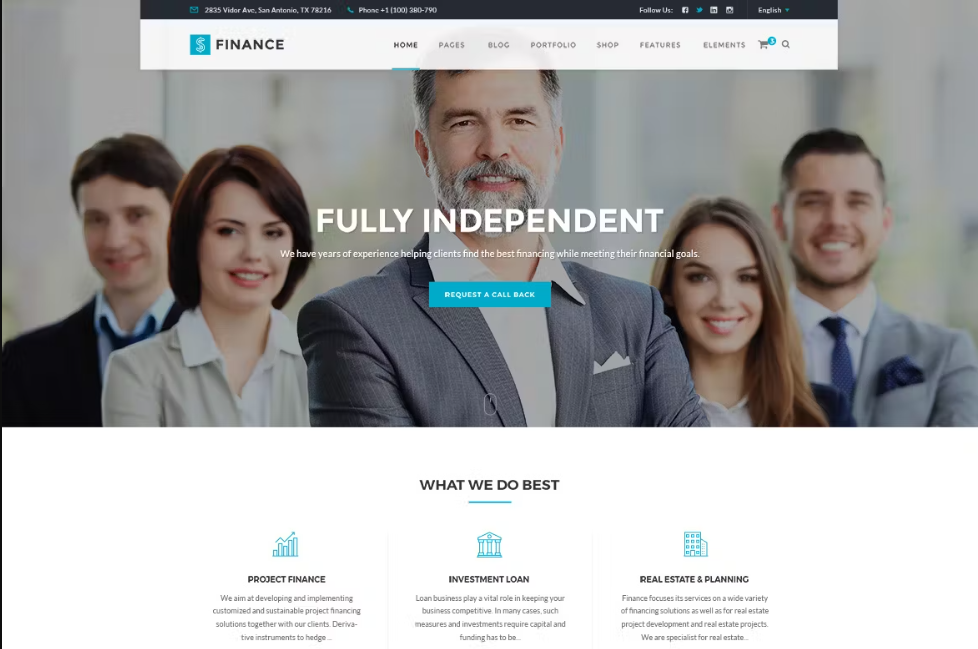 2835 Vidor Ave, San Antonio, TX 78216 Phone +1 (100) 380-790 Follow Us: English
$ FINANCE HOME PAGES BLOG PORTFOLIO SHOP FEATURES ELEMENTS
FULLY INDEPENDENT
We have years of experience helping clients find the best financing while meeting their financial goals.
REQUEST A CALL BACK
WHAT WE DO BEST
PROJECT FINANCE
We aim at developing and implementing
customized and sustainable project financing
solutions together with our clients. Deriva-
tive instruments to hedge ...
INVESTMENT LOAN
Loan business play a vital role in keeping your
business competitive. In many cases, such
measures and investments require capital and
funding has to be...
REAL ESTATE & PLANNING
Finance focuses its services on a wide variety
of financing solutions as well as for real estate
project development and real estate projects.
We are specialist for real estate...